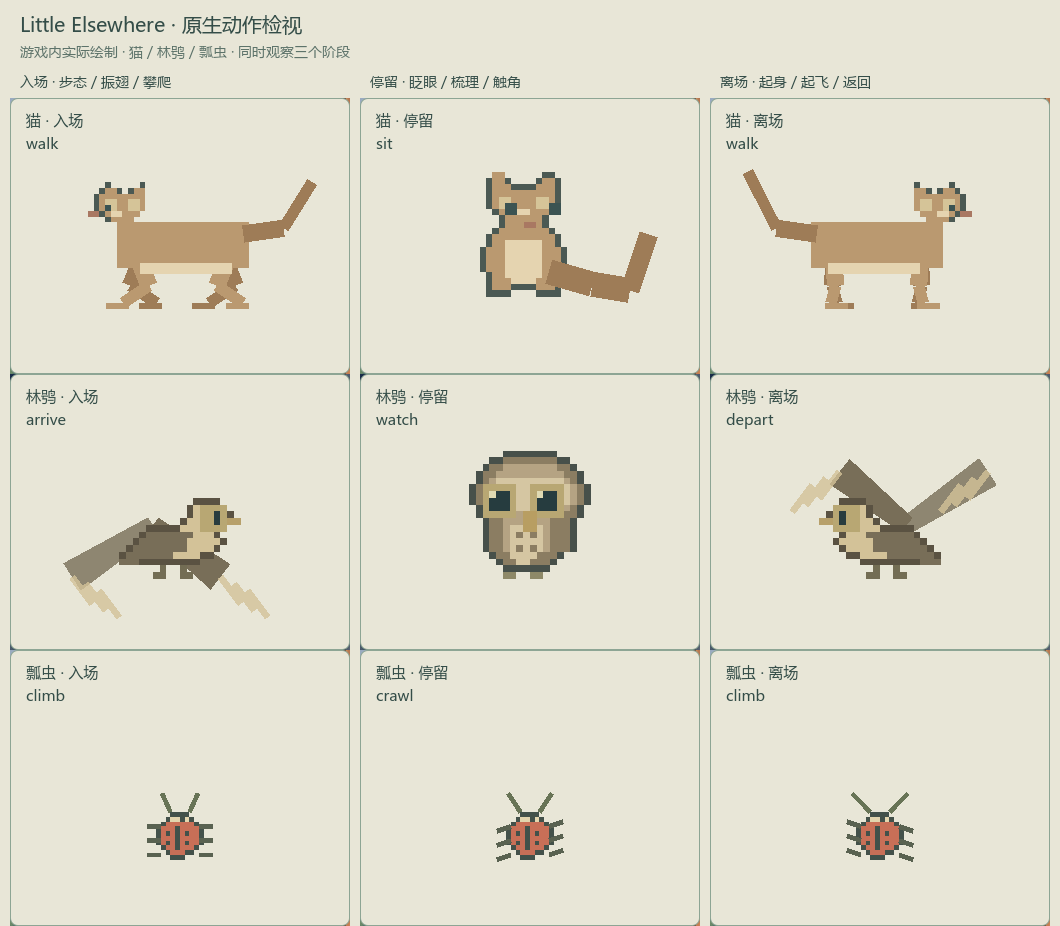 Little Elsewhere · 原生动作检视
游戏内实际绘制 · 猫 / 林鸮 / 瓢虫 · 同时观察三个阶段
入场 · 步态 / 振翅 / 攀爬
停留 · 眨眼 / 梳理 / 触角
离场 · 起身 / 起飞 / 返回
猫 · 入场
walk
猫 · 停留
sit
猫 · 离场
walk
林鸮 · 入场
arrive
林鸮 · 停留
watch
林鸮 · 离场
depart
瓢虫 · 入场
climb
瓢虫 · 停留
crawl
瓢虫 · 离场
climb